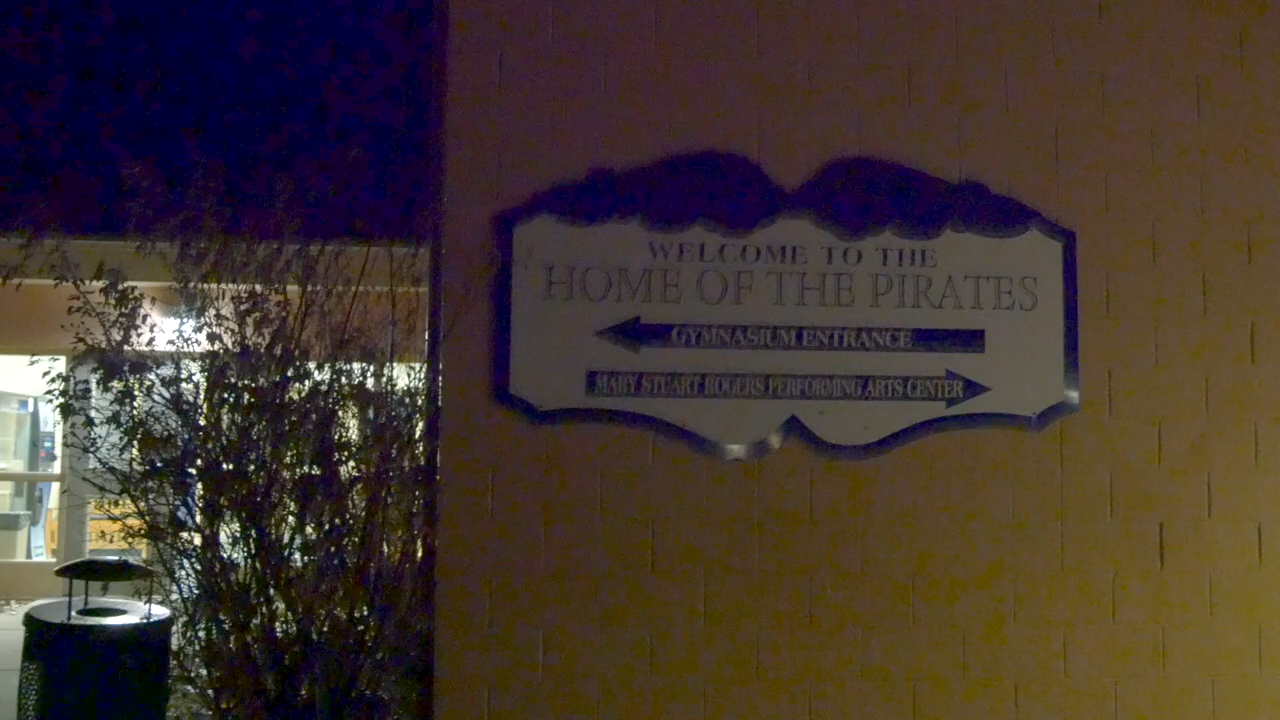 WELCOME TO THE
HOME OF THE PIRATES
GYMNASIUM ENTRANCE
MARY STUART ROGERS PERFORMING ARTS CENTER